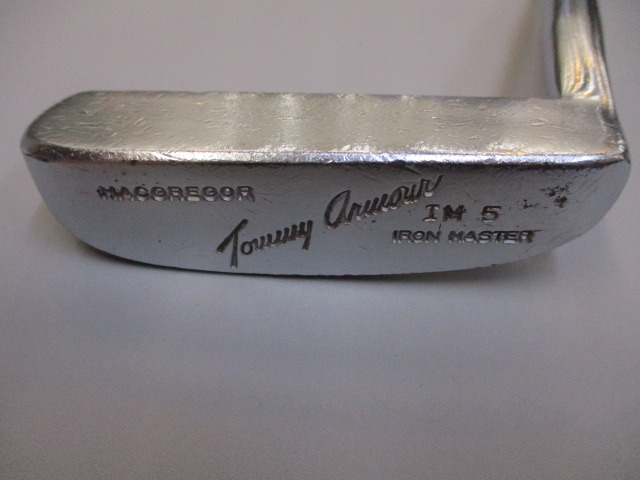 MACGREGOR
Tommy Armour
IM 5
IRON MASTER